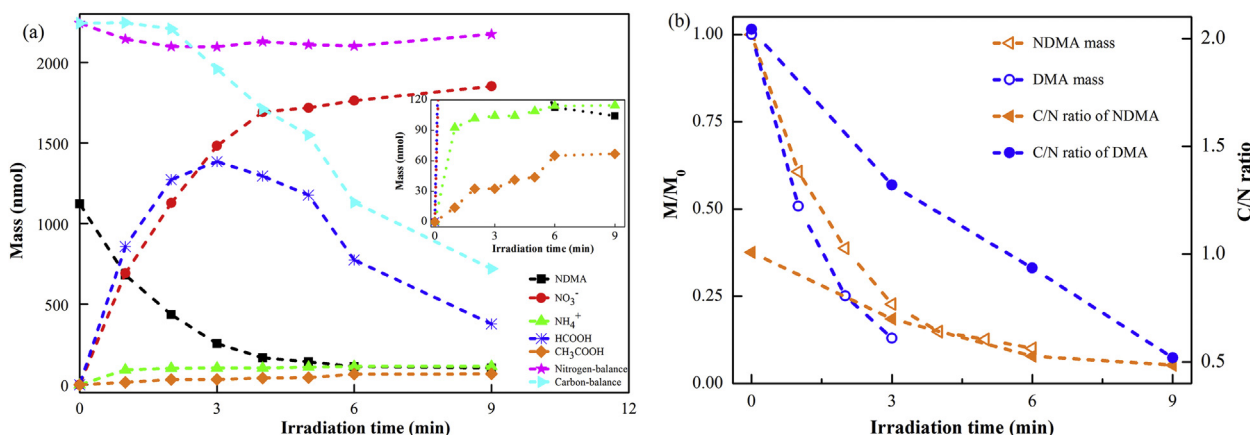 (a)
2000
1500
1000
500
0
Mass (nmol)
0
3
6
9
12
Irradiation time (min)
120
90
60
30
0
Mass (nmol)
0
3
6
9
Irradiation time (min)
NDMA
NO₃⁻
NH₄⁺
HCOOH
CH₃COOH
Nitrogen-balance
Carbon-balance
(b)
1.00
0.75
0.50
0.25
0.00
M/M₀
0
3
6
9
Irradiation time (min)
2.0
1.5
1.0
0.5
C/N ratio
NDMA mass
DMA mass
C/N ratio of NDMA
C/N ratio of DMA